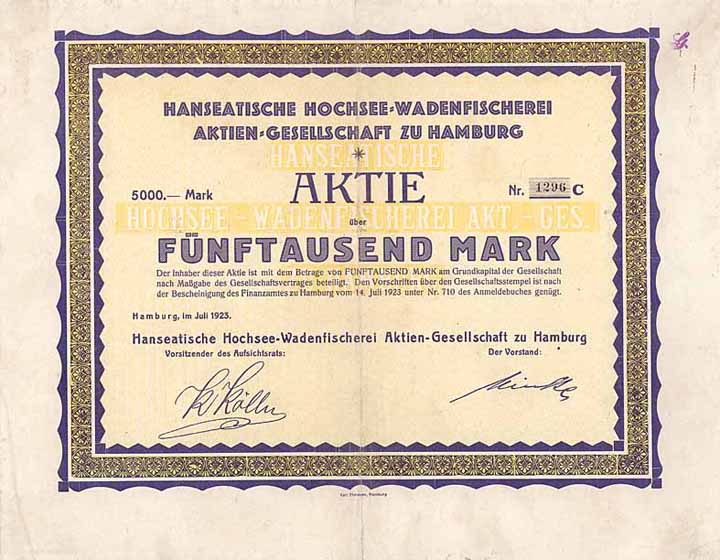 HANSEATISCHE HOCHSEE-WADENFISCHEREI
AKTIEN-GESELLSCHAFT ZU HAMBURG
HANSEATISCHE
AKTIE
5000.— Mark
Nr. 1296 C
HOCHSEE - WADENFISCHEREI AKT. - GES.
über
FÜNFTAUSEND MARK
Der Inhaber dieser Aktie ist mit dem Betrage von FÜNFTAUSEND MARK am Grundkapital der Gesellschaft
nach Maßgabe des Gesellschaftsvertrages beteiligt. Den Vorschriften über den Gesellschaftsstempel ist nach
der Bescheinigung des Finanzamtes zu Hamburg vom 14. Juli 1923 unter Nr. 710 des Anmeldebuches genügt.
Hamburg, im Juli 1923.
Hanseatische Hochsee-Wadenfischerei Aktien-Gesellschaft zu Hamburg
Vorsitzender des Aufsichtsrats:
Der Vorstand: